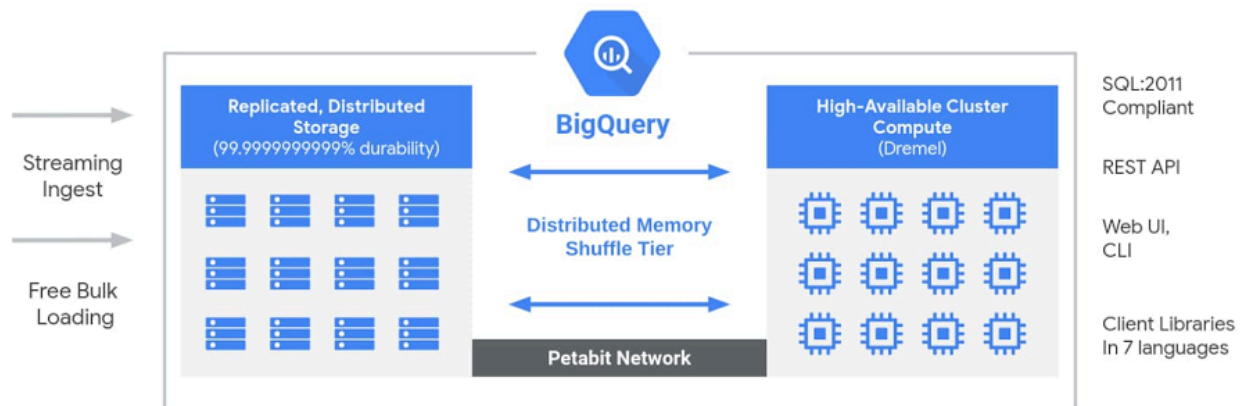 Streaming
Ingest
Free Bulk
Loading
Replicated, Distributed
Storage
(99.9999999999% durability)
BigQuery
Distributed Memory
Shuffle Tier
Petabit Network
High-Available Cluster
Compute
(Dremel)
SQL:2011
Compliant
REST API
Web UI,
CLI
Client Libraries
In 7 languages